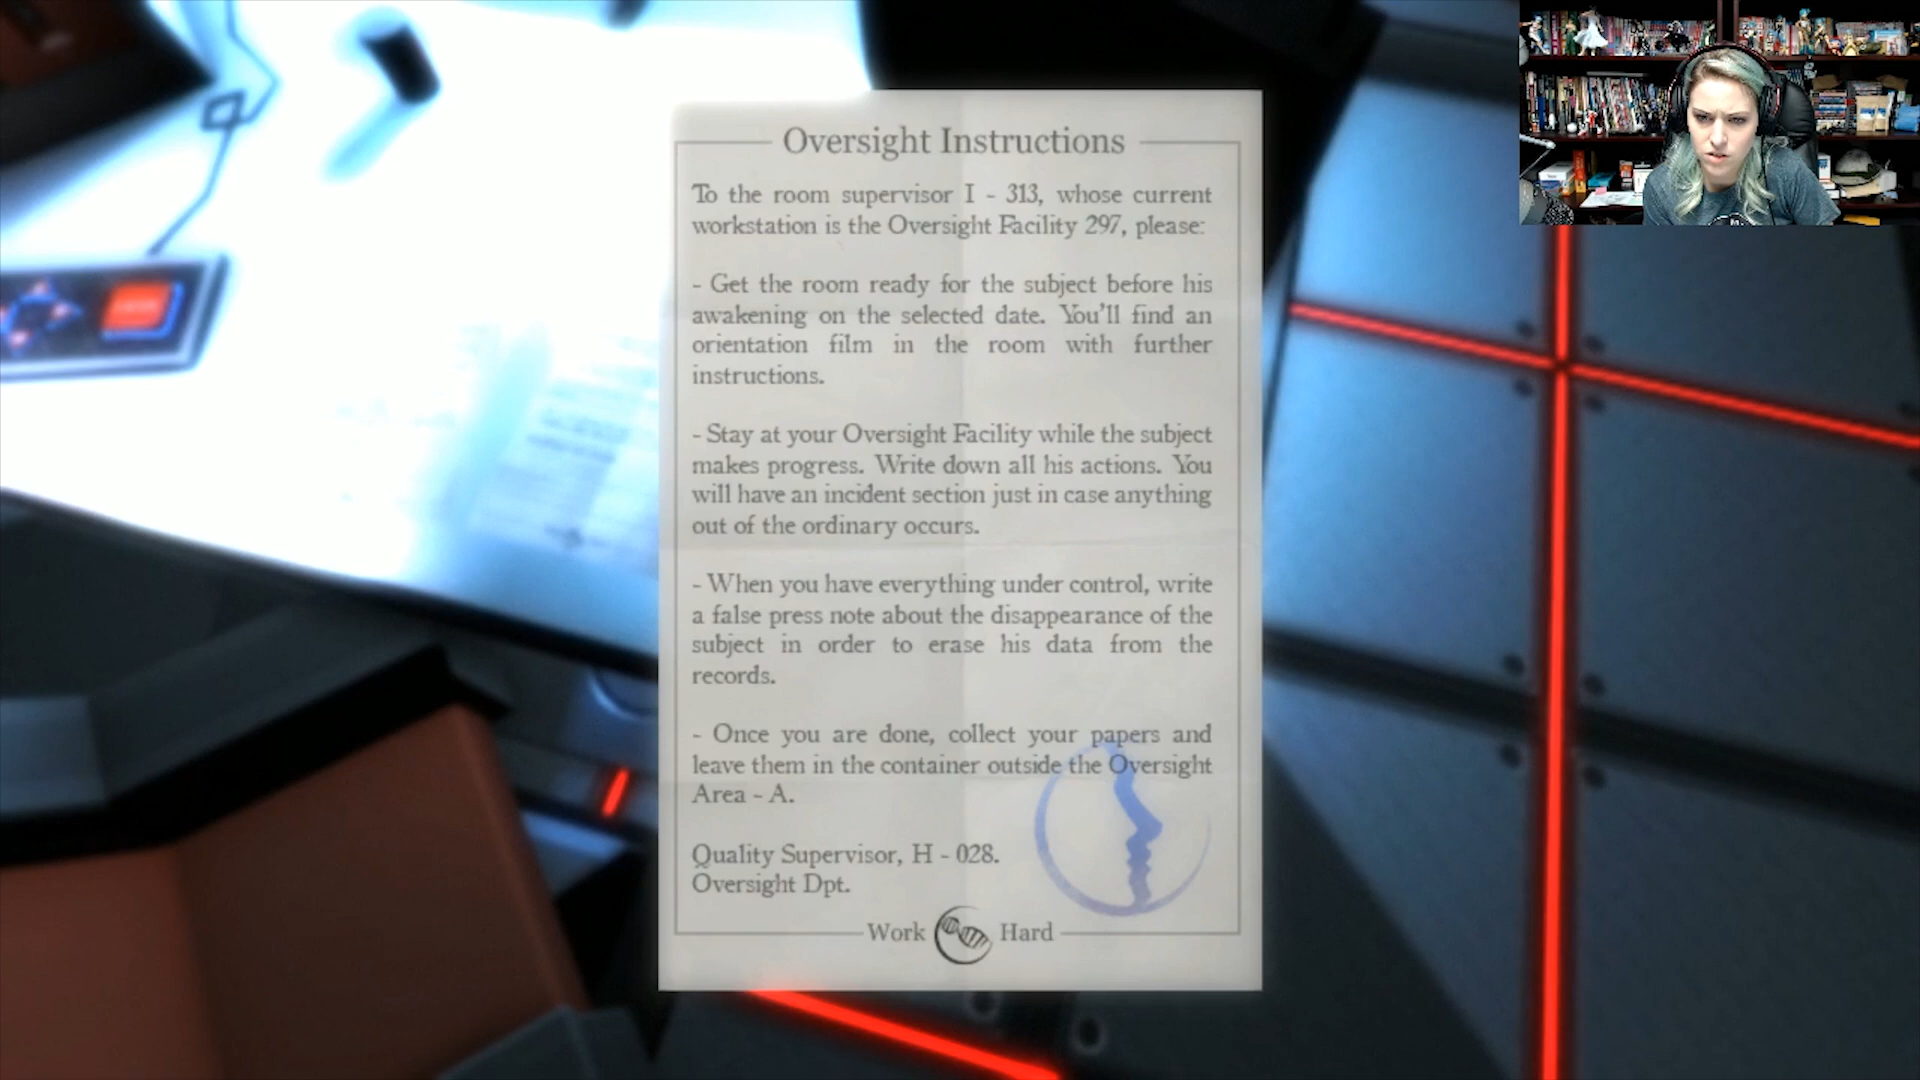 Oversight Instructions
To the room supervisor I - 313, whose current
workstation is the Oversight Facility 297, please:
- Get the room ready for the subject before his
awakening on the selected date. You'll find an
orientation film in the room with further
instructions.
- Stay at your Oversight Facility while the subject
makes progress. Write down all his actions. You
will have an incident section just in case anything
out of the ordinary occurs.
- When you have everything under control, write
a false press note about the disappearance of the
subject in order to erase his data from the
records.
- Once you are done, collect your papers and
leave them in the container outside the Oversight
Area - A.
Quality Supervisor, H - 028.
Oversight Dpt.
Work Hard